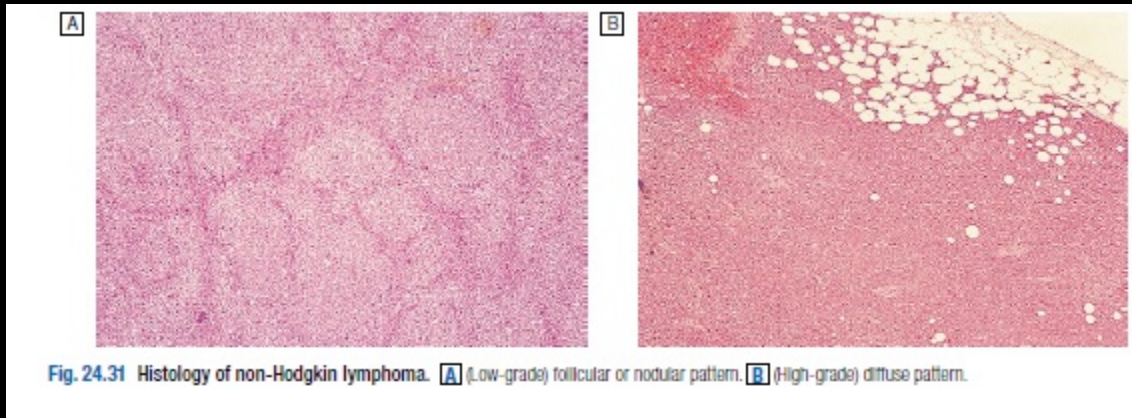 A
B
Fig. 24.31 Histology of non-Hodgkin lymphoma. A (Low-grade) follicular or nodular pattern. B (High-grade) diffuse pattern.